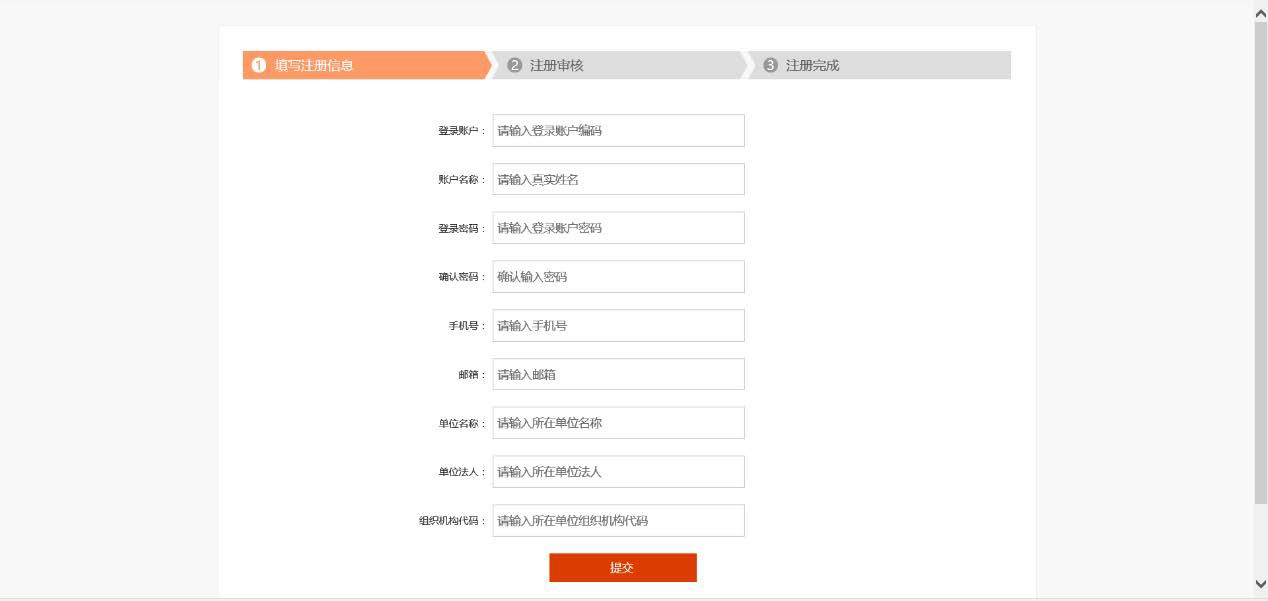 1 填写注册信息 2 注册审核 3 注册完成
登录账户： 请输入登录账户编码
账户名称： 请输入真实姓名
登录密码： 请输入登录账户密码
确认密码： 确认输入密码
手机号： 请输入手机号
邮箱： 请输入邮箱
单位名称： 请输入所在单位名称
单位法人： 请输入所在单位法人
组织机构代码： 请输入所在单位组织机构代码
提交